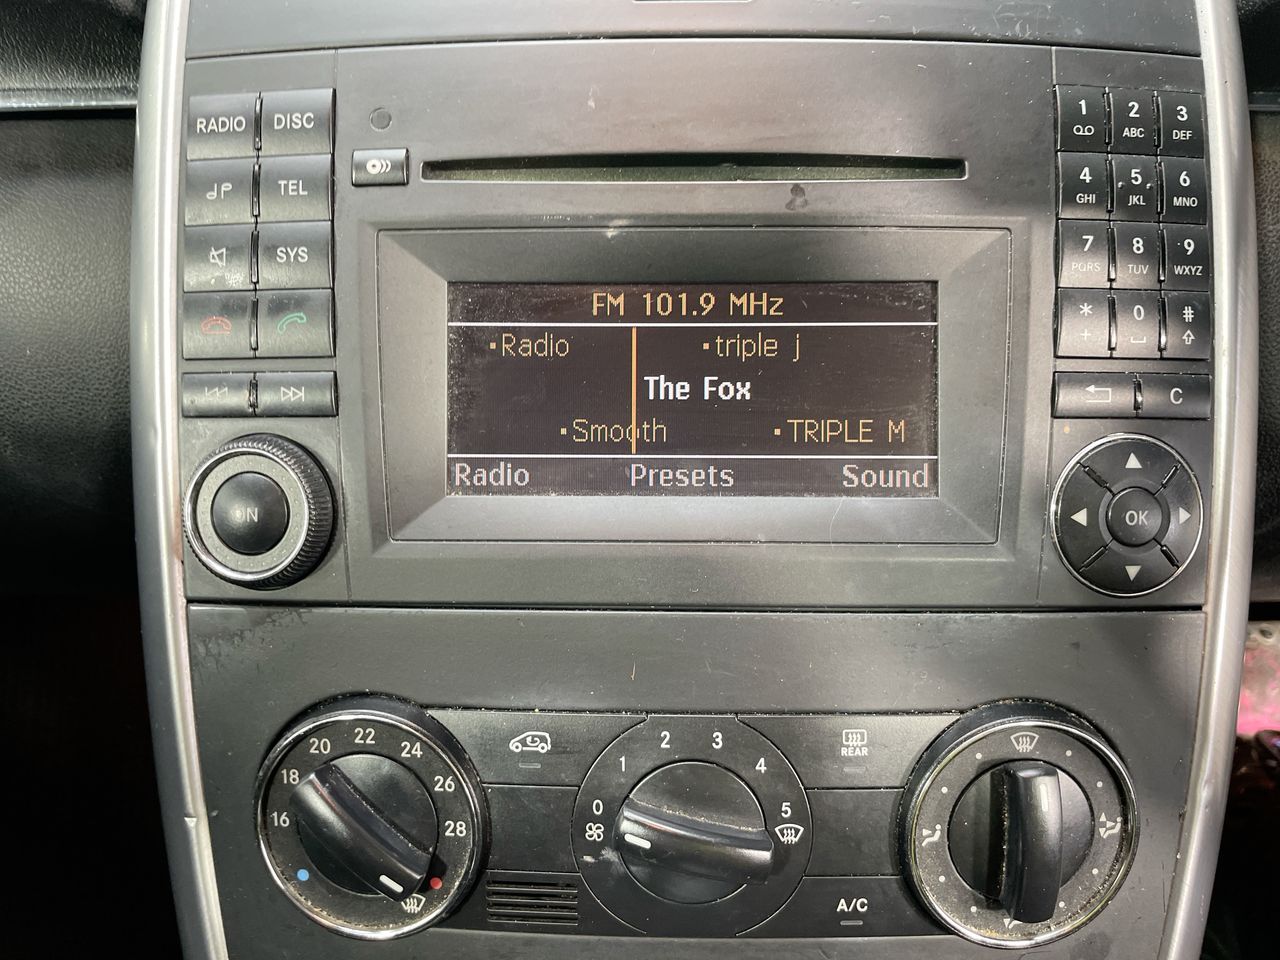 RADIO DISC
TEL
SYS
ON
FM 101.9 MHz
•Radio •triple j
The Fox
•Smooth •TRIPLE M
Radio Presets Sound
1 2 3
ABC DEF
4 5 6
GHI JKL MNO
7 8 9
PQRS TUV WXYZ
* 0 #
+
C
OK
16 18 20 22 24 26 28
0 1 2 3 4 5
REAR
A/C